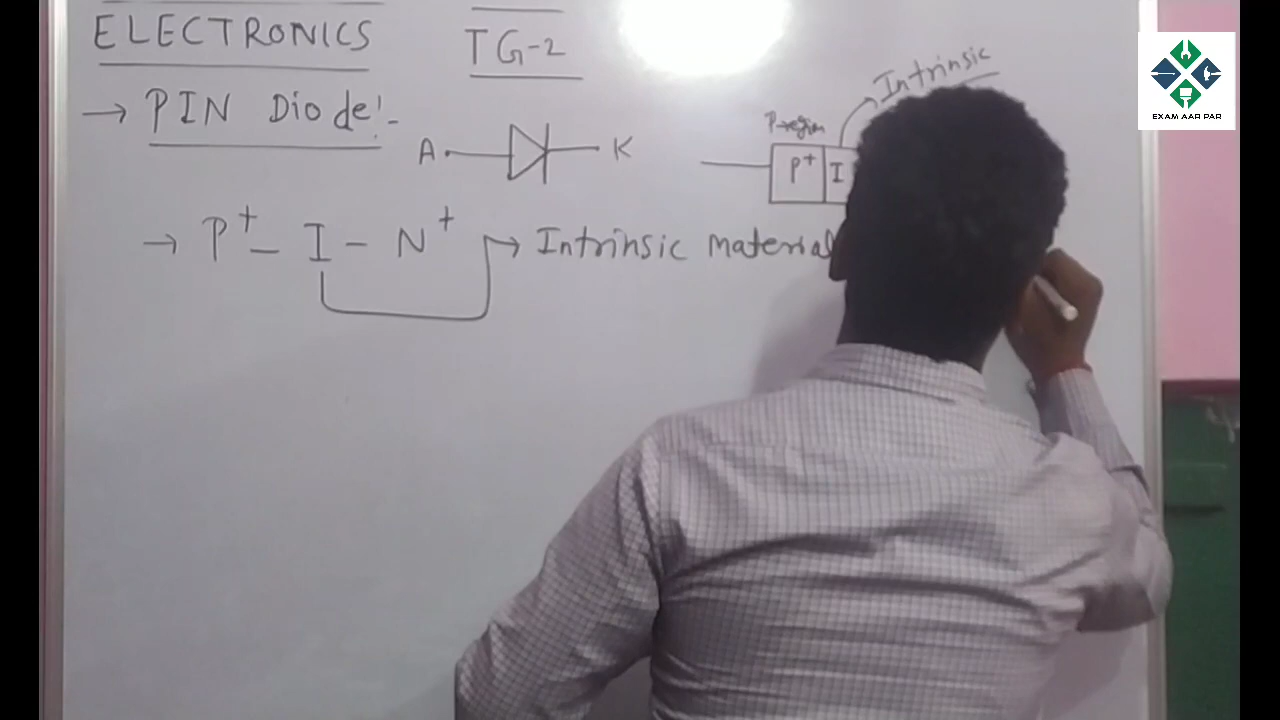 ELECTRONICS
TG-2
→ PIN Diode:-
A K
Intrinsic
P-region
P+ I
→ P+ - I - N+ → Intrinsic material
EXAM AAR PAR